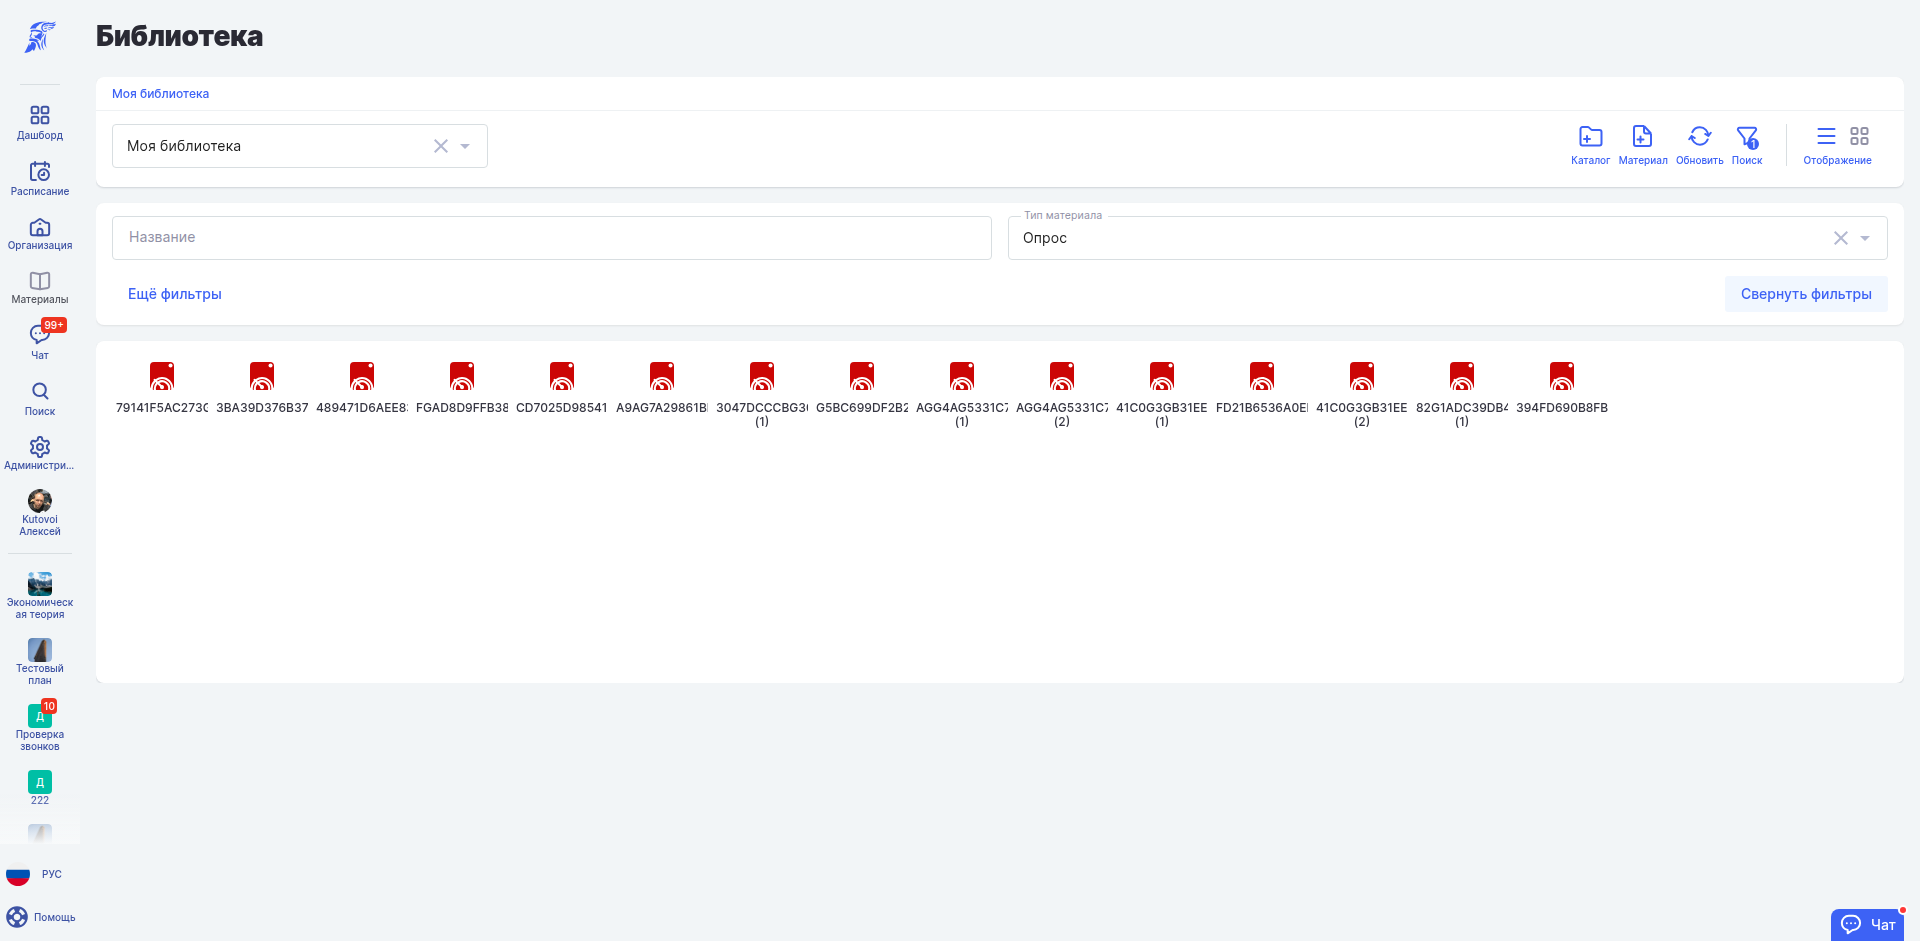 Библиотека
Моя библиотека
Моя библиотека
Каталог
Материал
Обновить
1
Поиск
Отображение
Название
Тип материала
Опрос
Ещё фильтры
Свернуть фильтры
79141F5AC273
3BA39D376B37
489471D6AEE8
FGAD8D9FFB38
CD7025D98541
A9AG7A29861B
3047DCCCBG3
(1)
G5BC699DF2B2
AGG4AG5331C7
(1)
AGG4AG5331C7
(2)
41C0G3GB31EE
(1)
FD21B6536A0E
41C0G3GB31EE
(2)
82G1ADC39DB4
(1)
394FD690B8FB
Дашборд
Расписание
Организация
Материалы
99+
Чат
Поиск
Администри...
Kutovoi
Алексей
Экономическ
ая теория
Тестовый
план
10
Д
Проверка
звонков
Д
222
РУС
Помощь
Чат